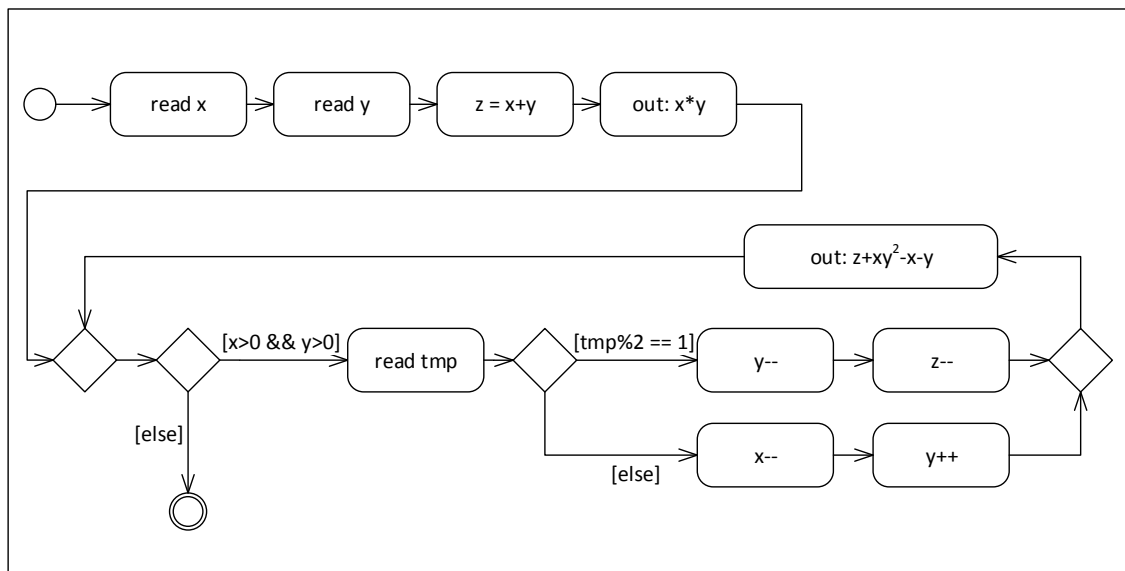 read x
read y
z = x+y
out: x*y
out: z+xy²-x-y
[x>0 && y>0]
read tmp
[tmp%2 == 1]
y--
z--
[else]
[else]
x--
y++